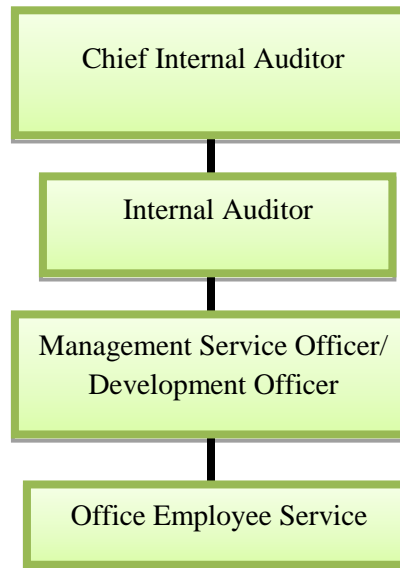 Chief Internal Auditor
Internal Auditor
Management Service Officer/
Development Officer
Office Employee Service